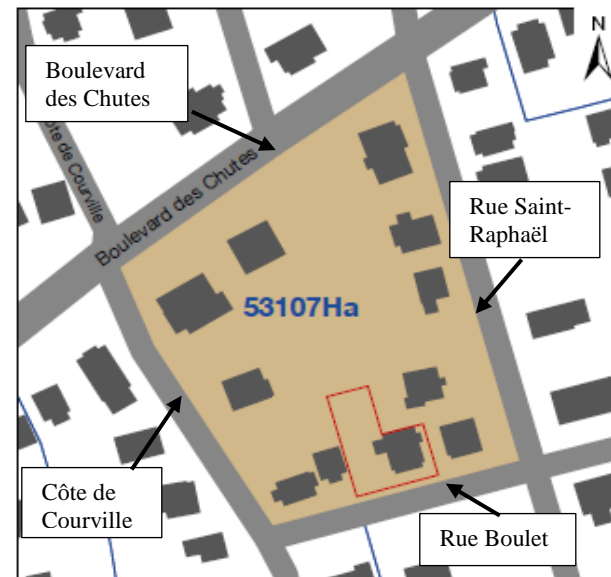 N
Boulevard
des Chutes
Côte de Courville
Boulevard des Chutes
Rue Saint-
Raphaël
53107Ha
Côte de
Courville
Rue Boulet